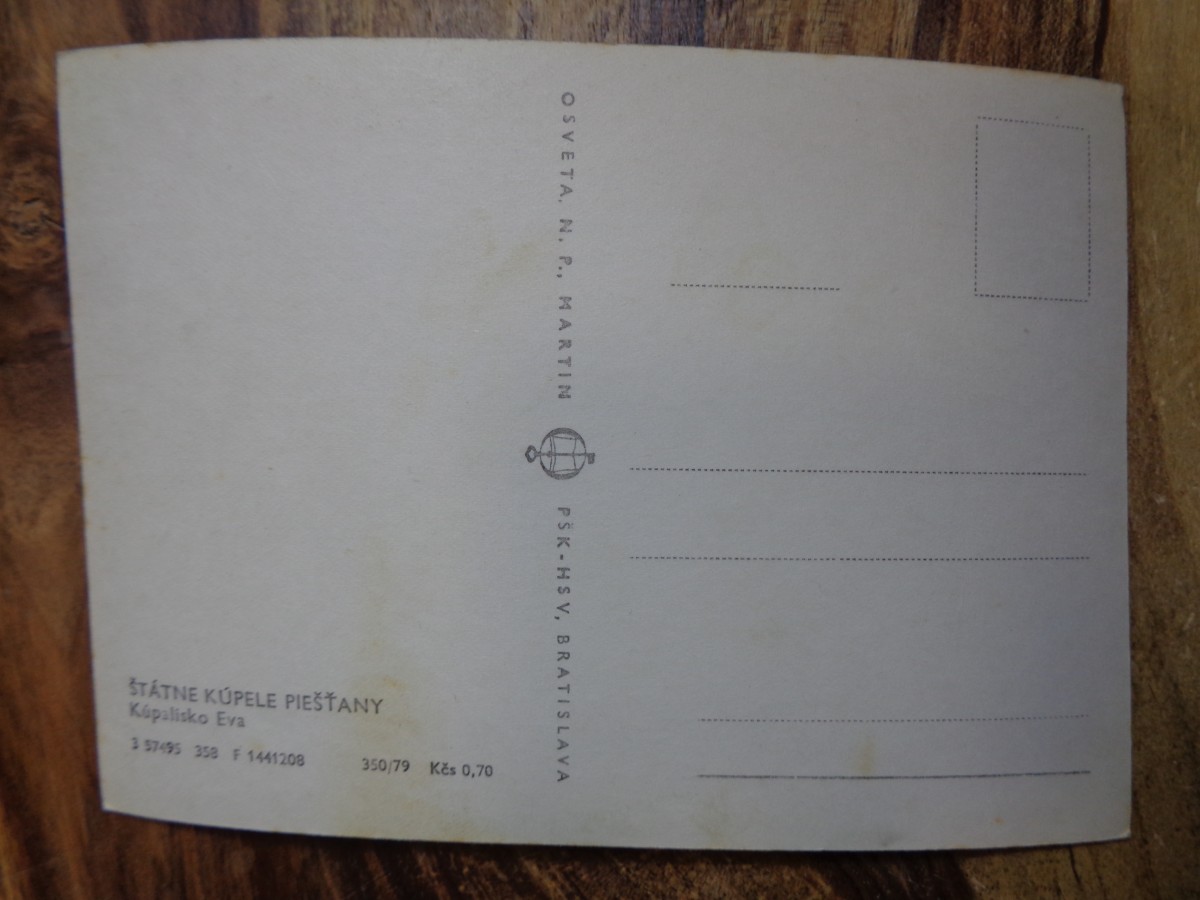 OSVETA, N. P., MARTIN PŠK-HSV, BRATISLAVA
ŠTÁTNE KÚPELE PIEŠŤANY
Kúpalisko Eva
3 57495 358 F 1441208 350/79 Kčs 0,70